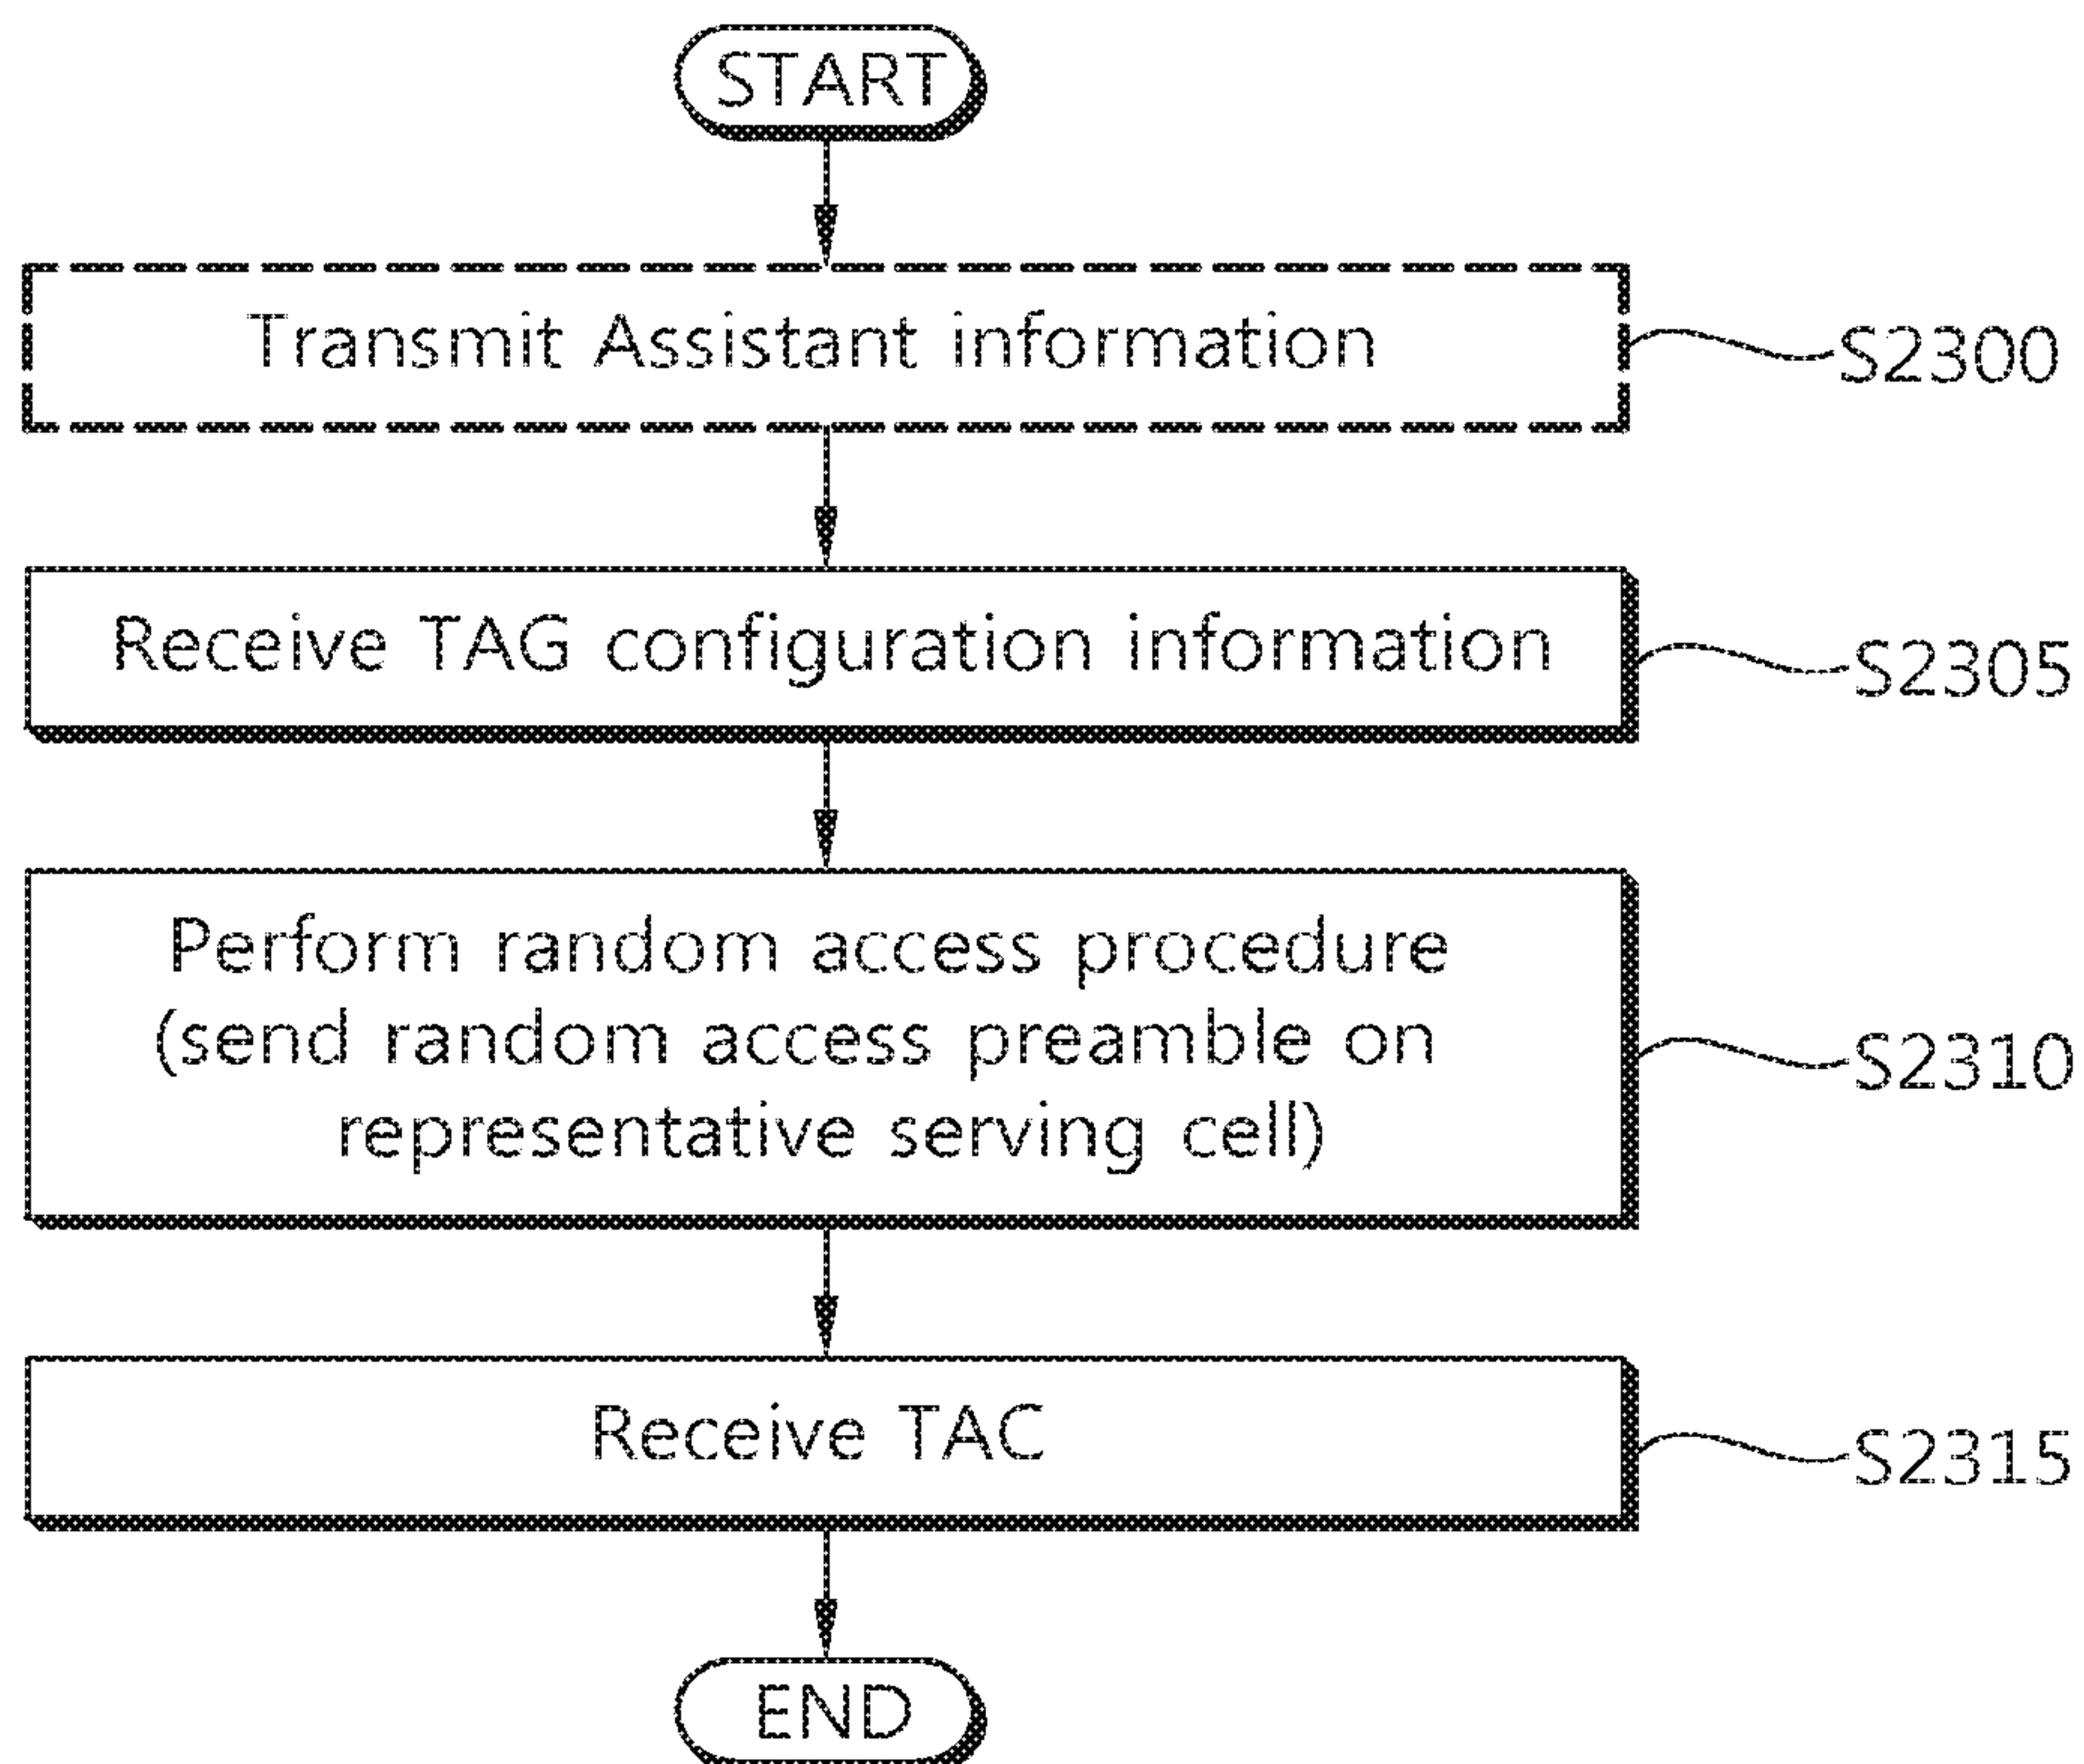 START
Transmit Assistant information
S2300
Receive TAG configuration information
S2305
Perform random access procedure
(send random access preamble on
representative serving cell)
S2310
Receive TAC
S2315
END